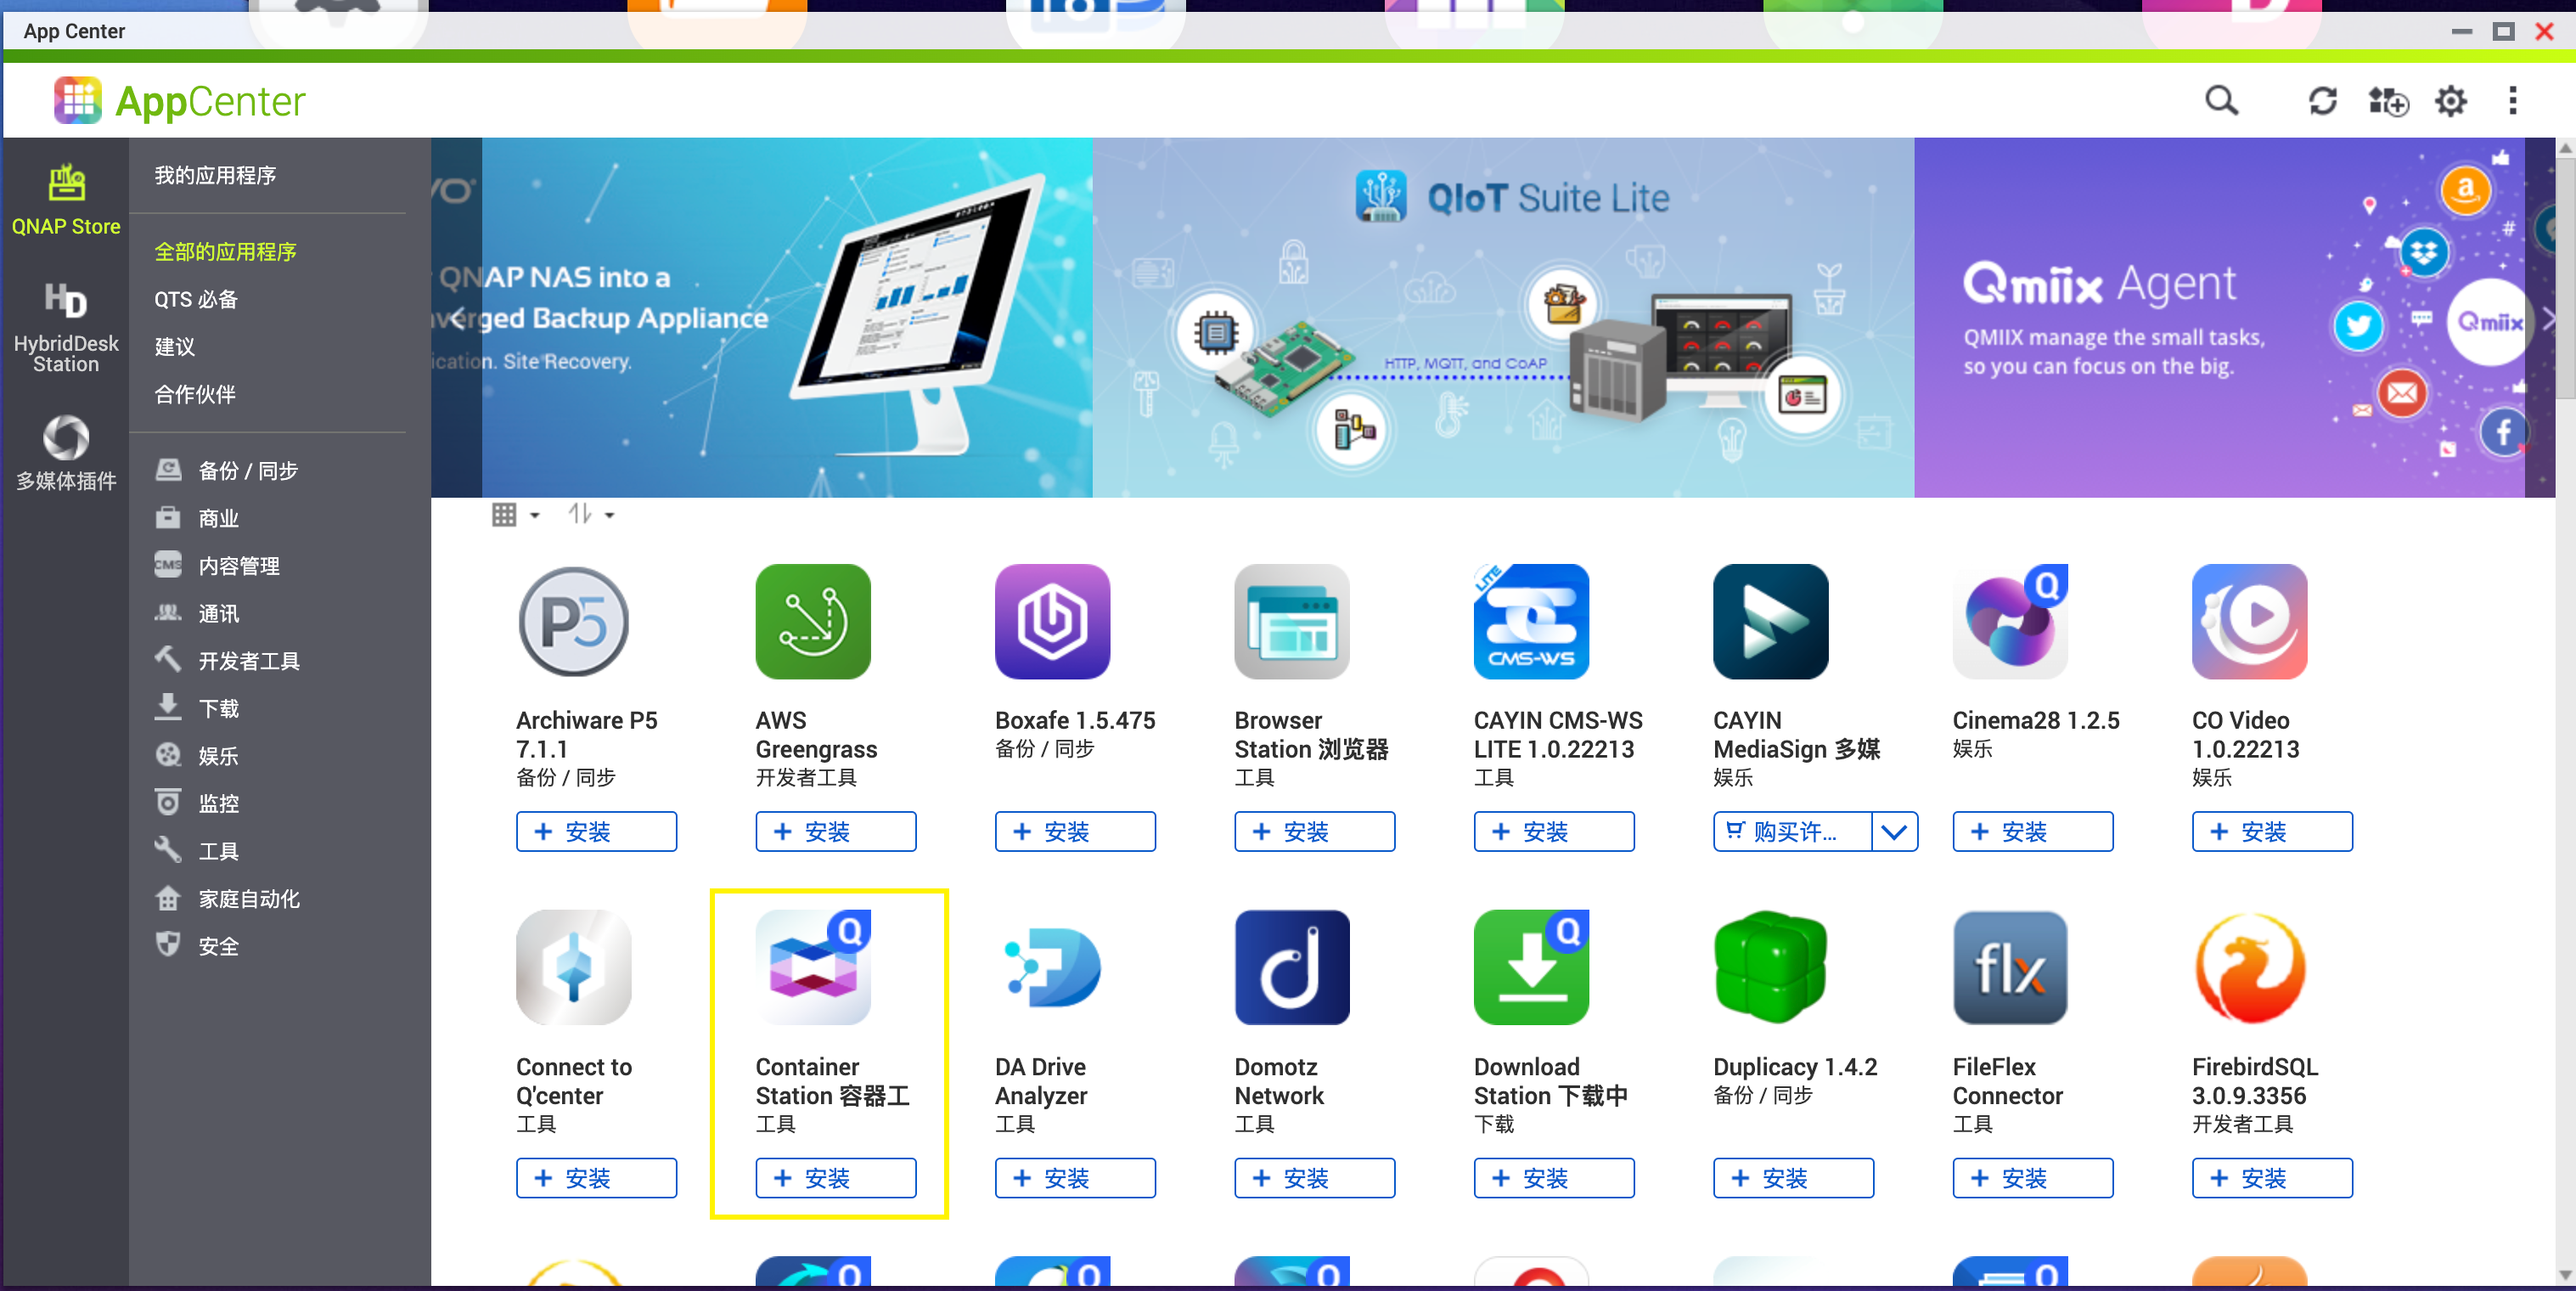 App Center
AppCenter
QNAP Store
HybridDesk
Station
多媒体插件
我的应用程序
全部的应用程序
QTS 必备
建议
合作伙伴
备份 / 同步
商业
CMS
内容管理
通讯
开发者工具
下载
娱乐
监控
工具
家庭自动化
安全
QNAP NAS into a
verged Backup Appliance
ication. Site Recovery.
QIoT Suite Lite
HTTP, MQTT, and CoAP
Qmiix Agent
QMIIX manage the small tasks,
so you can focus on the big.
Qmiix
P5
LITE
CMS-WS
Q
Archiware P5
7.1.1
备份 / 同步
+ 安装
AWS
Greengrass
开发者工具
+ 安装
Boxafe 1.5.475
备份 / 同步
+ 安装
Browser
Station 浏览器
工具
+ 安装
CAYIN CMS-WS
LITE 1.0.22213
工具
+ 安装
CAYIN
MediaSign 多媒
娱乐
购买许...
Cinema28 1.2.5
娱乐
+ 安装
CO Video
1.0.22213
娱乐
+ 安装
Q
Q
flx
Connect to
Q'center
工具
+ 安装
Container
Station 容器工
工具
+ 安装
DA Drive
Analyzer
工具
+ 安装
Domotz
Network
工具
+ 安装
Download
Station 下载中
下载
+ 安装
Duplicacy 1.4.2
备份 / 同步
+ 安装
FileFlex
Connector
工具
+ 安装
FirebirdSQL
3.0.9.3356
开发者工具
+ 安装
Q
Q
Q
Q